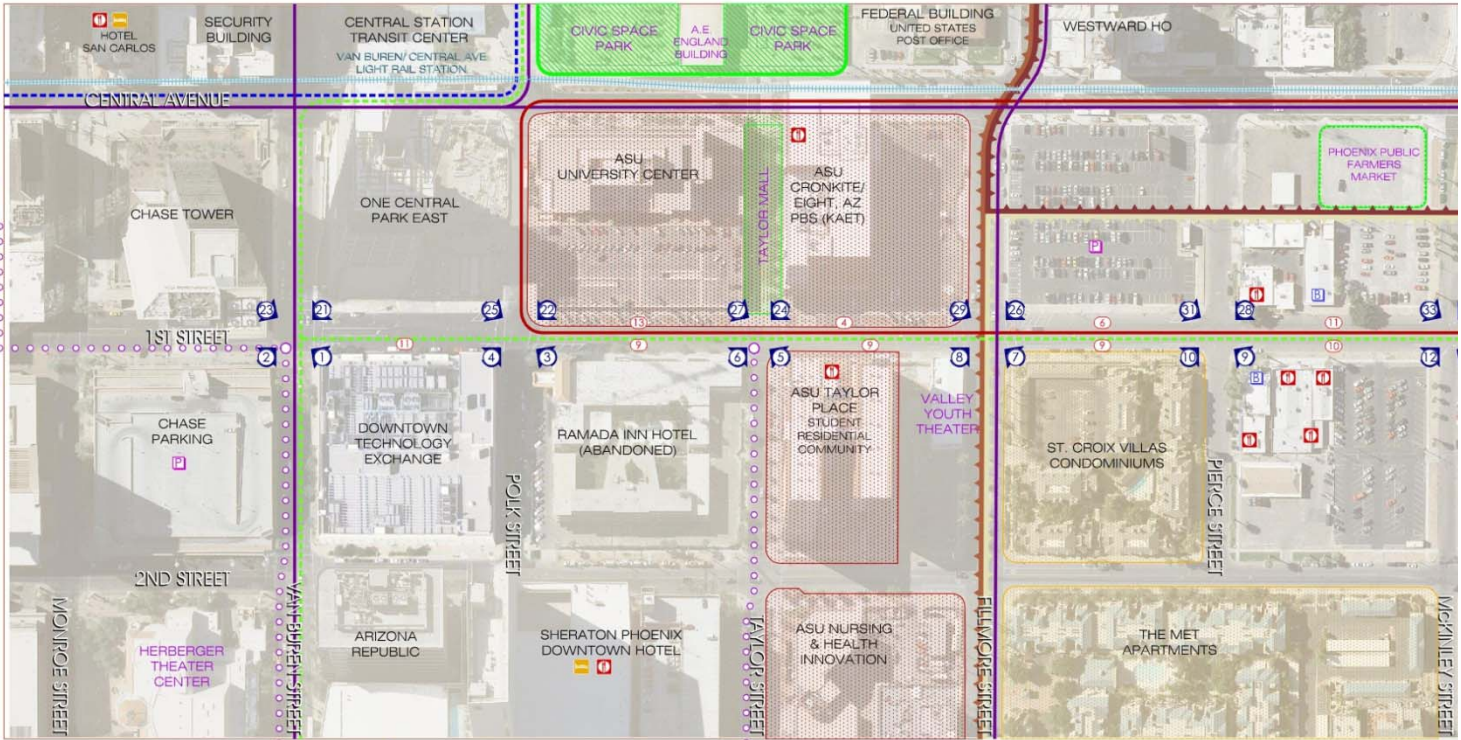 HOTEL
SAN CARLOS
SECURITY
BUILDING
CENTRAL STATION
TRANSIT CENTER
VAN BUREN/ CENTRAL AVE
LIGHT RAIL STATION
CIVIC SPACE
PARK
A.E.
ENGLAND
BUILDING
CIVIC SPACE
PARK
FEDERAL BUILDING
UNITED STATES
POST OFFICE
WESTWARD HO
CENTRAL AVENUE
CHASE TOWER
ONE CENTRAL
PARK EAST
ASU
UNIVERSITY CENTER
TAYLOR MALL
ASU
CRONKITE/
EIGHT, AZ
PBS (KAET)
P
PHOENIX PUBLIC
FARMERS
MARKET
B
23
21
25
22
27
24
29
26
31
28
33
1ST STREET
13
4
6
11
2
1
11
4
3
9
6
5
9
8
7
9
10
9
10
12
CHASE
PARKING
P
DOWNTOWN
TECHNOLOGY
EXCHANGE
POLK STREET
RAMADA INN HOTEL
(ABANDONED)
ASU TAYLOR
PLACE
STUDENT
RESIDENTIAL
COMMUNITY
VALLEY
YOUTH
THEATER
ST. CROIX VILLAS
CONDOMINIUMS
PIERCE STREET
B
2ND STREET
MONROE STREET
HERBERGER
THEATER
CENTER
VAN BUREN STREET
ARIZONA
REPUBLIC
SHERATON PHOENIX
DOWNTOWN HOTEL
TAYLOR STREET
ASU NURSING
& HEALTH
INNOVATION
FILLMORE STREET
THE MET
APARTMENTS
McKINLEY STREET